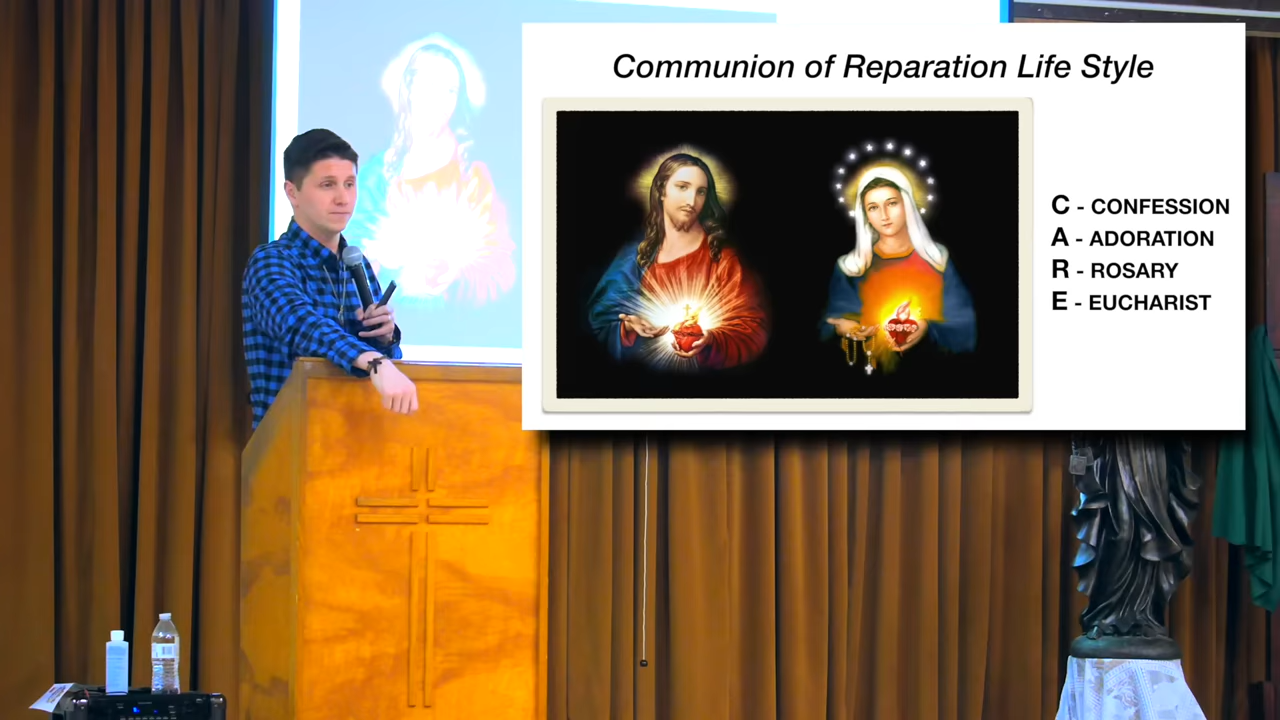 Communion of Reparation Life Style
C - CONFESSION
A - ADORATION
R - ROSARY
E - EUCHARIST